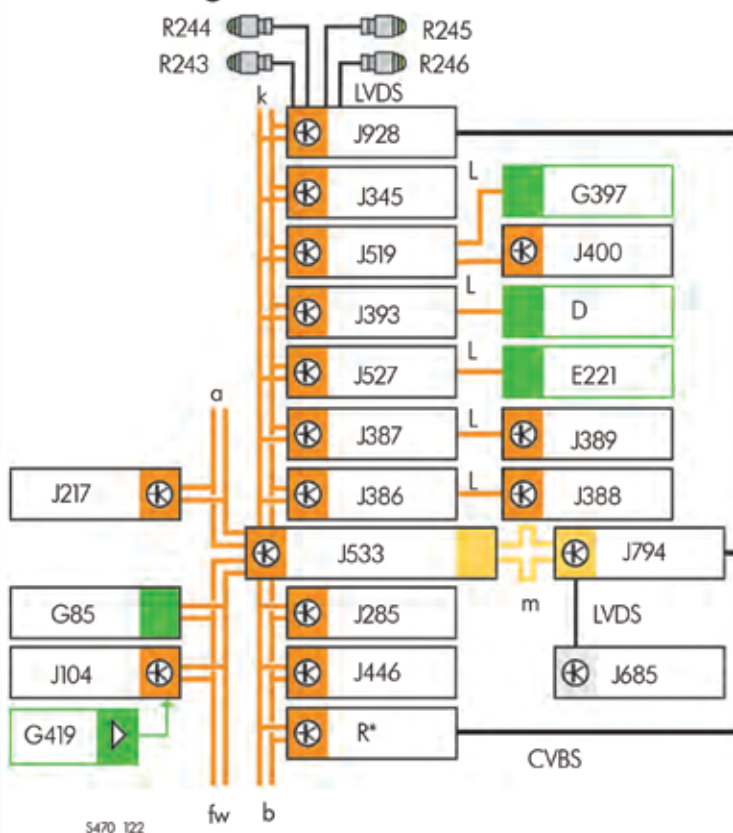 R244 R245
R243 R246
k LVDS
J928
J345 L G397
J519 J400
J393 L D
J527 L E221
a
J387 L J389
J217 J386 L J388
J533 J794
m
G85 J285 LVDS
J104 J446 J685
G419 R*
CVBS
fw b
S470_122